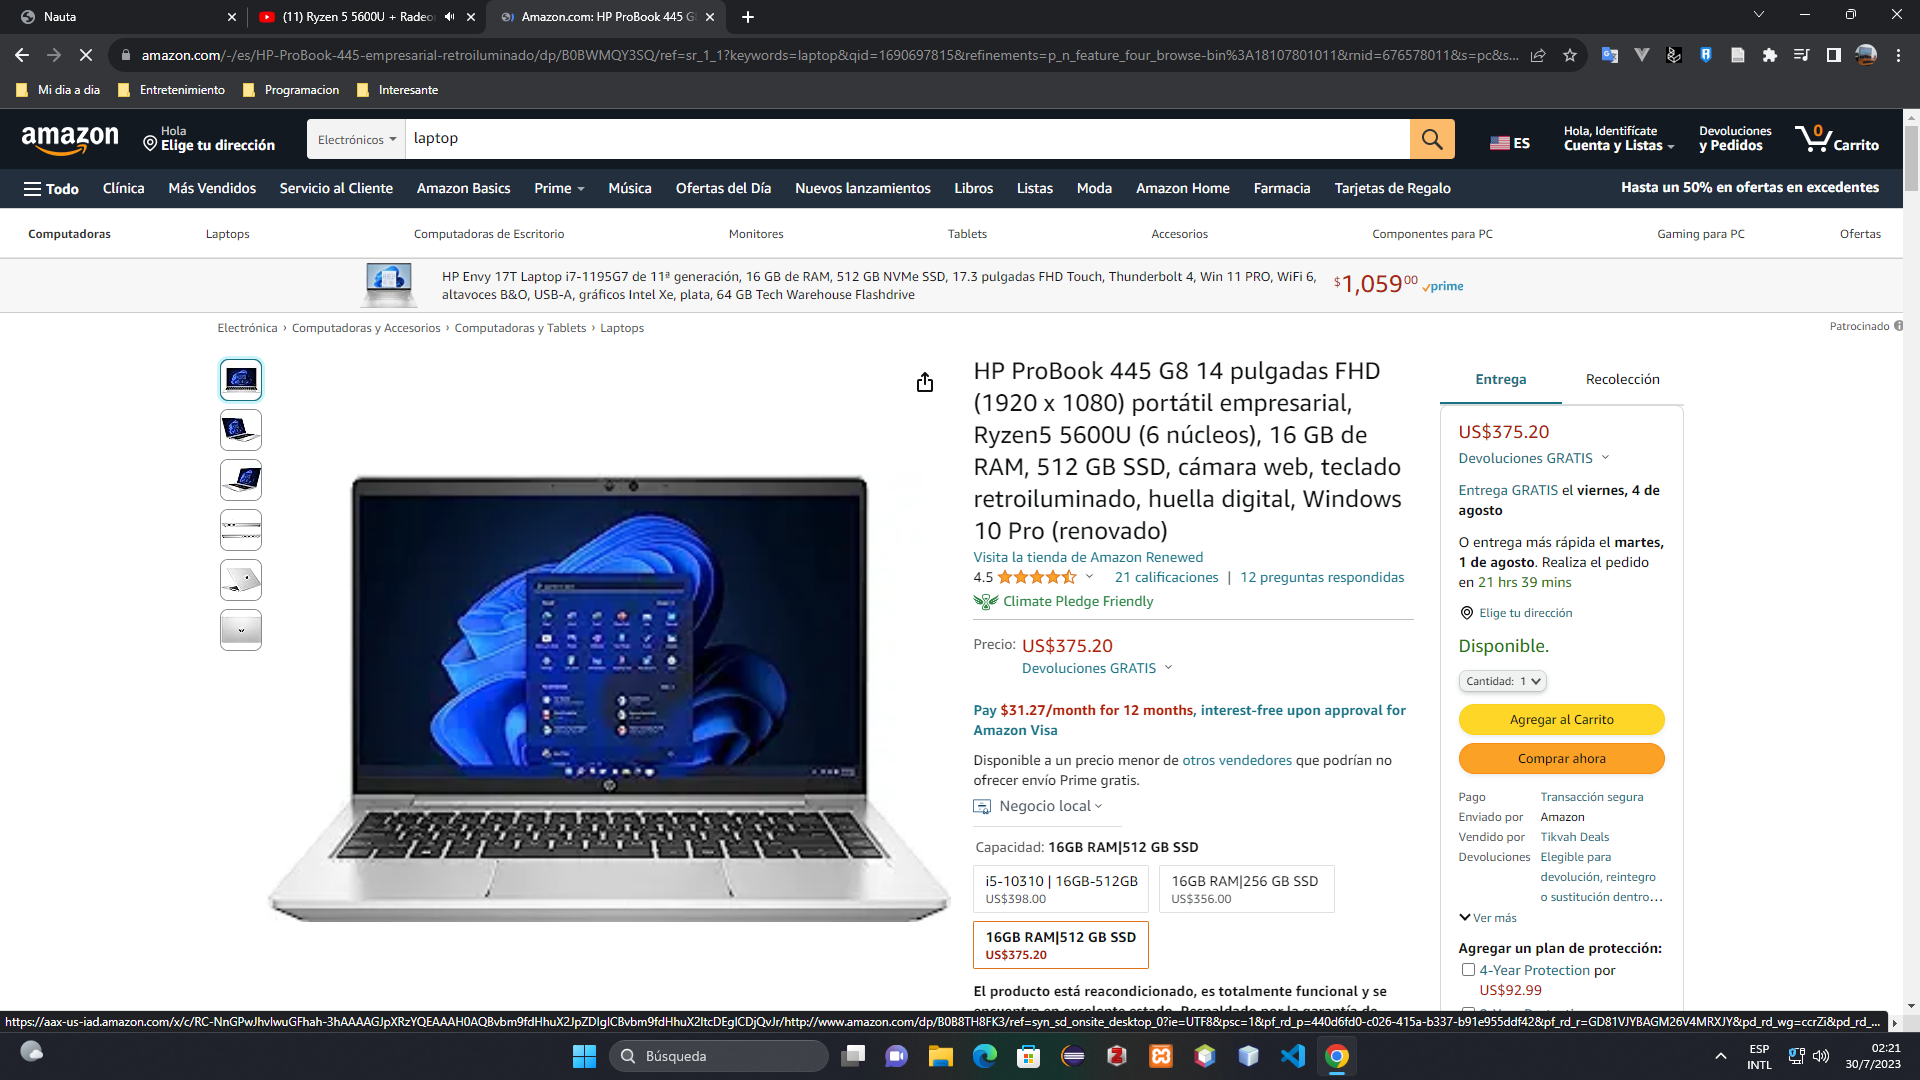 Nauta
(11) Ryzen 5 5600U + Radeo
Amazon.com: HP ProBook 445 G
amazon.com/-/es/HP-ProBook-445-empresarial-retroiluminado/dp/B0BWMQY3SQ/ref=sr_1_1?keywords=laptop&qid=1690697815&refinements=p_n_feature_four_browse-bin%3A18107801011&rnid=676578011&s=pc&s...
Mi dia a dia
Entretenimiento
Programacion
Interesante
amazon
Hola
Elige tu dirección
Electrónicos
laptop
ES
Hola, Identifícate
Cuenta y Listas
Devoluciones
y Pedidos
0
Carrito
Todo
Clínica
Más Vendidos
Servicio al Cliente
Amazon Basics
Prime
Música
Ofertas del Día
Nuevos lanzamientos
Libros
Listas
Moda
Amazon Home
Farmacia
Tarjetas de Regalo
Hasta un 50% en ofertas en excedentes
Computadoras
Laptops
Computadoras de Escritorio
Monitores
Tablets
Accesorios
Componentes para PC
Gaming para PC
Ofertas
HP Envy 17T Laptop i7-1195G7 de 11ª generación, 16 GB de RAM, 512 GB NVMe SSD, 17.3 pulgadas FHD Touch, Thunderbolt 4, Win 11 PRO, WiFi 6,
altavoces B&O, USB-A, gráficos Intel Xe, plata, 64 GB Tech Warehouse Flashdrive
$1,059⁰⁰ prime
Electrónica › Computadoras y Accesorios › Computadoras y Tablets › Laptops
Patrocinado
HP ProBook 445 G8 14 pulgadas FHD
(1920 x 1080) portátil empresarial,
Ryzen5 5600U (6 núcleos), 16 GB de
RAM, 512 GB SSD, cámara web, teclado
retroiluminado, huella digital, Windows
10 Pro (renovado)
Visita la tienda de Amazon Renewed
4.5
21 calificaciones | 12 preguntas respondidas
Climate Pledge Friendly
Precio: US$375.20
Devoluciones GRATIS
Pay $31.27/month for 12 months, interest-free upon approval for
Amazon Visa
Disponible a un precio menor de otros vendedores que podrían no
ofrecer envío Prime gratis.
Negocio local
Capacidad: 16GB RAM|512 GB SSD
i5-10310 | 16GB-512GB
US$398.00
16GB RAM|256 GB SSD
US$356.00
16GB RAM|512 GB SSD
US$375.20
El producto está reacondicionado, es totalmente funcional y se
Entrega
Recolección
US$375.20
Devoluciones GRATIS
Entrega GRATIS el viernes, 4 de
agosto
O entrega más rápida el martes,
1 de agosto. Realiza el pedido
en 21 hrs 39 mins
Elige tu dirección
Disponible.
Cantidad: 1
Agregar al Carrito
Comprar ahora
Pago Transacción segura
Enviado por Amazon
Vendido por Tikvah Deals
Devoluciones Elegible para
devolución, reintegro
o sustitución dentro...
Ver más
Agregar un plan de protección:
4-Year Protection por
US$92.99
https://aax-us-iad.amazon.com/x/c/RC-NnGPwJhvlwuGFhah-3hAAAAGJpXRzYQEAAAH0AQBvbm9fdHhuX2JpZDIgICBvbm9fdHhuX2ltcDEgICDjQvJr/http://www.amazon.com/dp/B0B8TH8FK3/ref=syn_sd_onsite_desktop_0?ie=UTF8&psc=1&pf_rd_p=440d6fd0-c026-415a-b337-b91e955ddf42&pf_rd_r=GD81VJYBAGM26V4MRXJY&pd_rd_wg=ccrZi&pd_rd_...
Búsqueda
ESP
INTL
02:21
30/7/2023